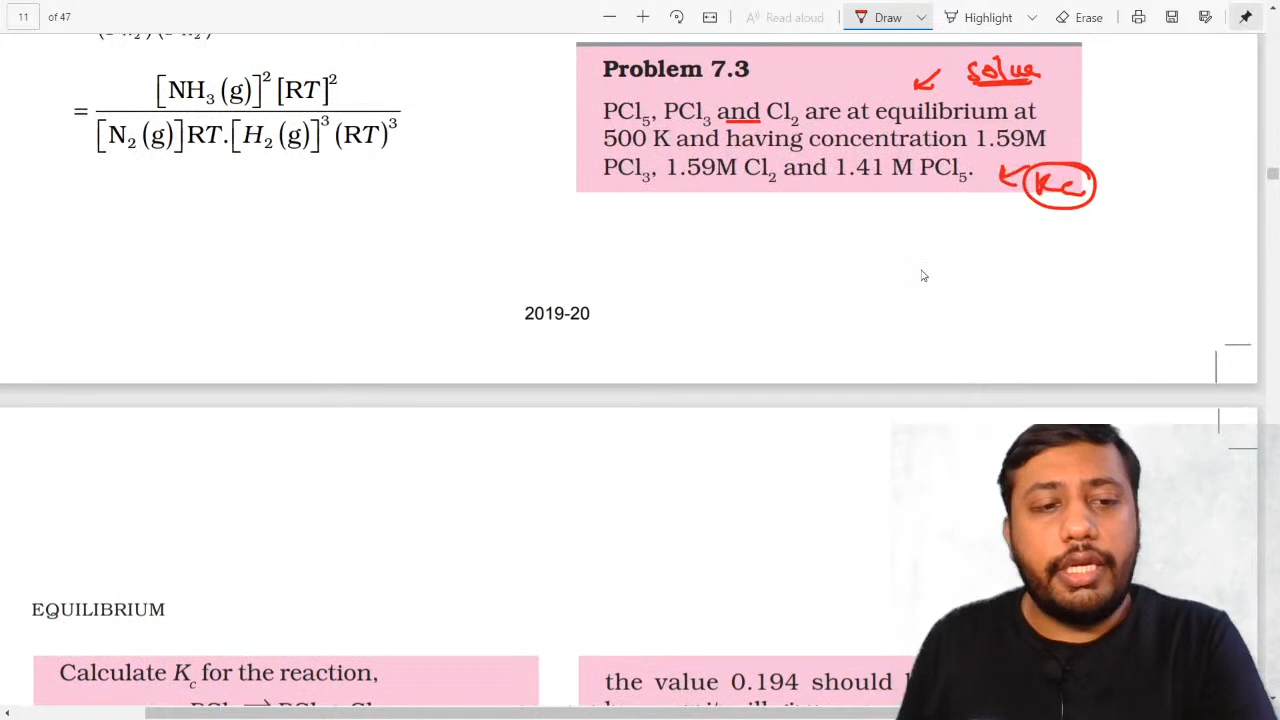 11 of 47
Read aloud
Draw
Highlight
Erase
= [NH3 (g)]^2 [RT]^2
[N2 (g)]RT.[H2 (g)]^3 (RT)^3
Problem 7.3
solve
PCl5, PCl3 and Cl2 are at equilibrium at
500 K and having concentration 1.59M
PCl3, 1.59M Cl2 and 1.41 M PCl5.
Kc
2019-20
EQUILIBRIUM
Calculate Kc for the reaction,
the value 0.194 should